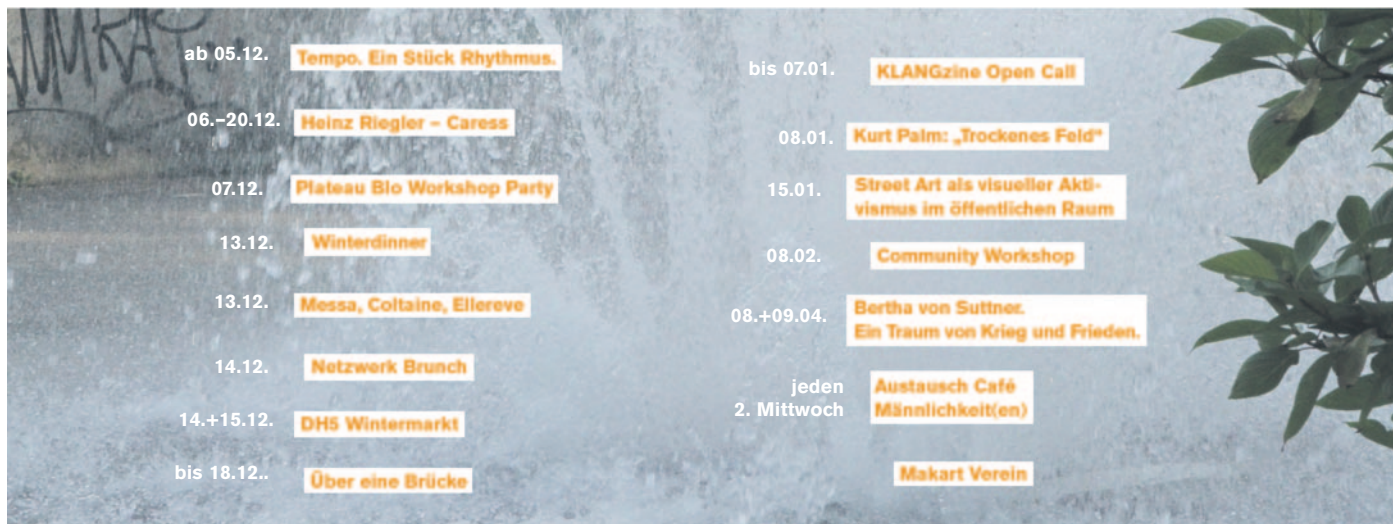 ab 05.12. Tempo. Ein Stück Rhythmus.
06.–20.12. Heinz Riegler – Caress
07.12. Plateau Blo Workshop Party
13.12. Winterdinner
13.12. Messa, Coltaine, Ellereve
14.12. Netzwerk Brunch
14.+15.12. DH5 Wintermarkt
bis 18.12.. Über eine Brücke
bis 07.01. KLANGzine Open Call
08.01. Kurt Palm: „Trockenes Feld“
15.01. Street Art als visueller Akti-
vismus im öffentlichen Raum
08.02. Community Workshop
08.+09.04. Bertha von Suttner.
Ein Traum von Krieg und Frieden.
jeden Austausch Café
2. Mittwoch Männlichkeit(en)
Makart Verein